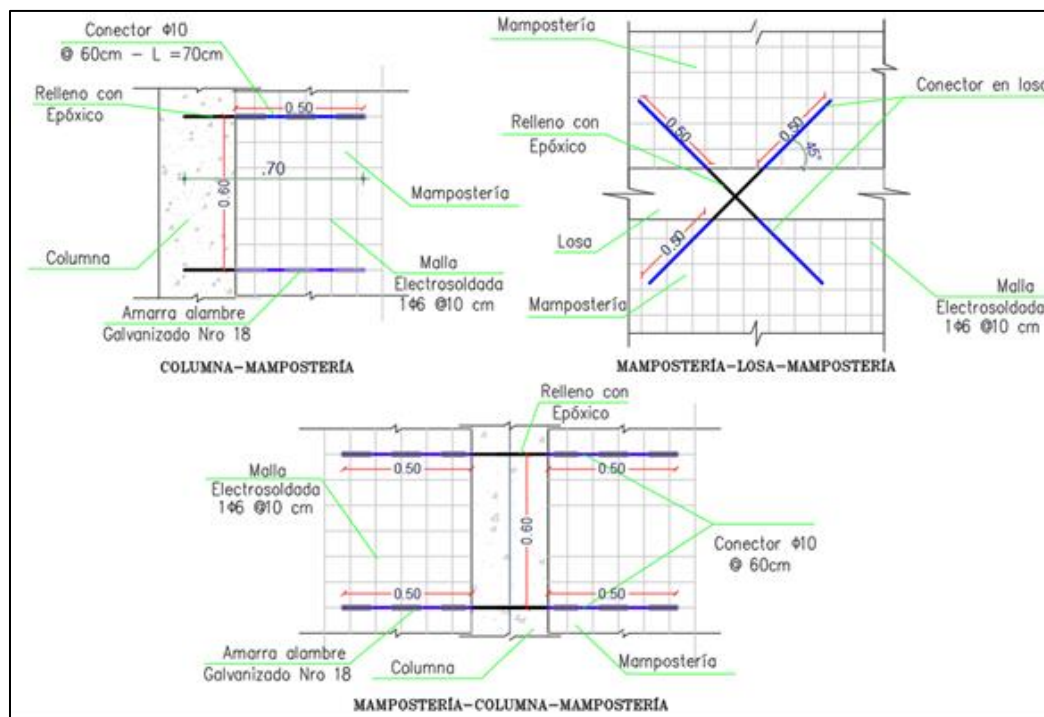 Conector Φ10
@ 60cm – L =70cm
Relleno con
Epóxico
0.50
0.60
.70
Mampostería
Columna
Malla
Electrosoldada
1Φ6 @10 cm
Amarra alambre
Galvanizado Nro 18
COLUMNA–MAMPOSTERÍA
Mampostería
Conector en losa
0.50
0.50
45°
Relleno con
Epóxico
Losa
0.50
Mampostería
Malla
Electrosoldada
1Φ6 @10 cm
MAMPOSTERÍA–LOSA–MAMPOSTERÍA
Relleno con
Epóxico
0.50
0.50
Malla
Electrosoldada
1Φ6 @10 cm
0.60
Conector Φ10
@ 60cm
0.50
0.50
Amarra alambre
Galvanizado Nro 18
Columna
Mampostería
MAMPOSTERÍA–COLUMNA–MAMPOSTERÍA